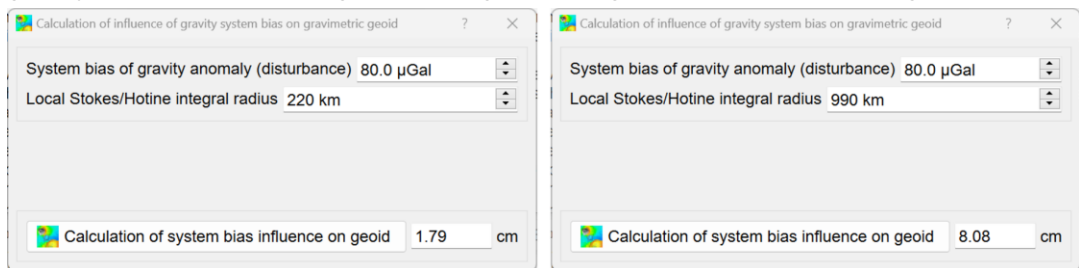 Calculation of influence of gravity system bias on gravimetric geoid ? ×
System bias of gravity anomaly (disturbance) 80.0 µGal
Local Stokes/Hotine integral radius 220 km
Calculation of system bias influence on geoid 1.79 cm
Calculation of influence of gravity system bias on gravimetric geoid ? ×
System bias of gravity anomaly (disturbance) 80.0 µGal
Local Stokes/Hotine integral radius 990 km
Calculation of system bias influence on geoid 8.08 cm